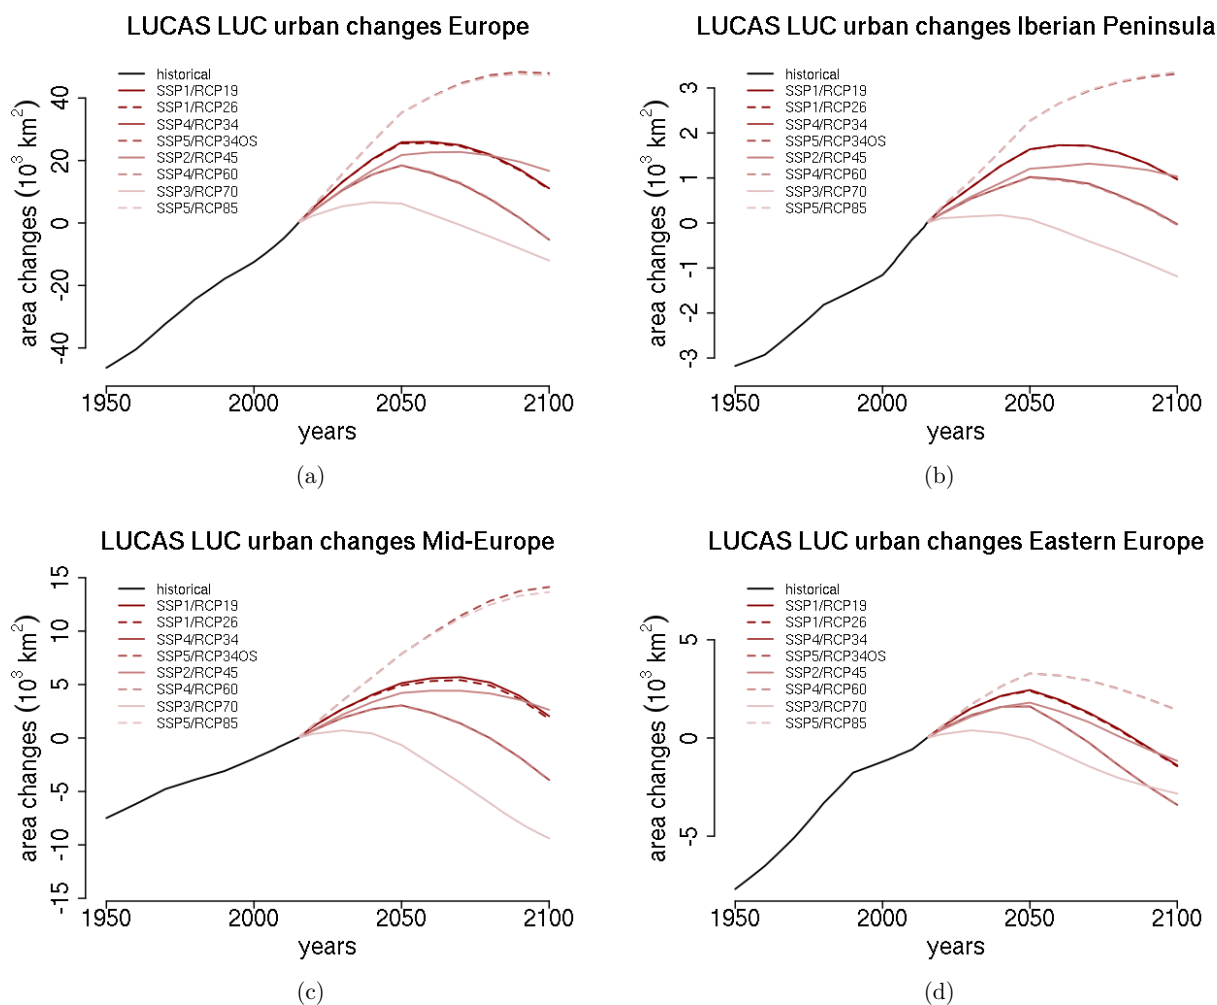 LUCAS LUC urban changes Europe
historical
SSP1/RCP19
SSP1/RCP26
SSP4/RCP34
SSP5/RCP34OS
SSP2/RCP45
SSP4/RCP60
SSP3/RCP70
SSP5/RCP85
area changes (10³ km²)
40
20
0
-20
-40
1950 2000 2050 2100
years
(a)
LUCAS LUC urban changes Iberian Peninsula
historical
SSP1/RCP19
SSP1/RCP26
SSP4/RCP34
SSP5/RCP34OS
SSP2/RCP45
SSP4/RCP60
SSP3/RCP70
SSP5/RCP85
area changes (10³ km²)
3
2
1
0
-1
-2
-3
1950 2000 2050 2100
years
(b)
LUCAS LUC urban changes Mid-Europe
historical
SSP1/RCP19
SSP1/RCP26
SSP4/RCP34
SSP5/RCP34OS
SSP2/RCP45
SSP4/RCP60
SSP3/RCP70
SSP5/RCP85
area changes (10³ km²)
15
10
5
0
-5
-10
-15
1950 2000 2050 2100
years
(c)
LUCAS LUC urban changes Eastern Europe
historical
SSP1/RCP19
SSP1/RCP26
SSP4/RCP34
SSP5/RCP34OS
SSP2/RCP45
SSP4/RCP60
SSP3/RCP70
SSP5/RCP85
area changes (10³ km²)
5
0
-5
1950 2000 2050 2100
years
(d)